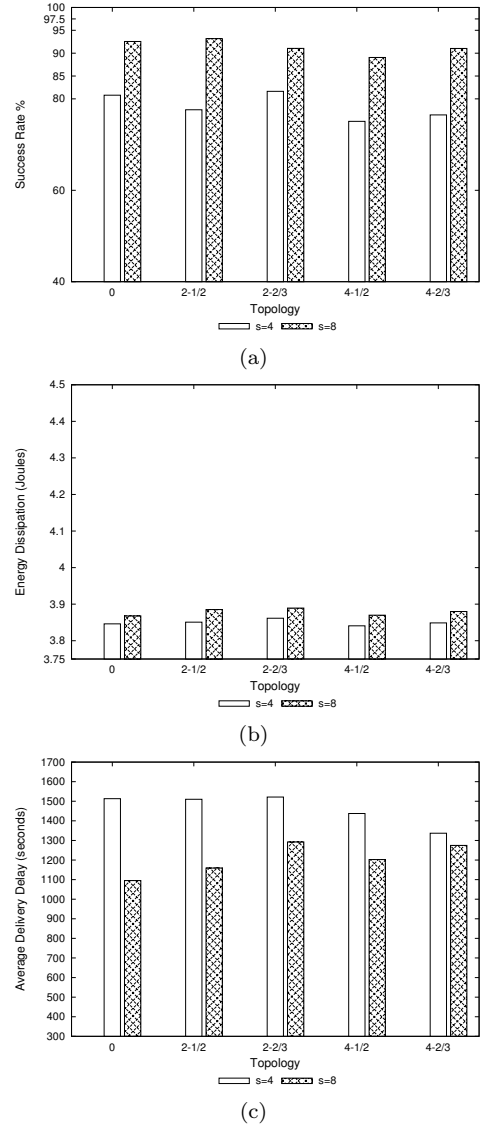 100
97.5
95
90
85
80
60
40
Success Rate %
0 2-1/2 2-2/3 4-1/2 4-2/3
Topology
s=4 s=8
(a)
4.5
4.4
4.3
4.2
4.1
4
3.9
3.8
3.75
Energy Dissipation (Joules)
0 2-1/2 2-2/3 4-1/2 4-2/3
Topology
s=4 s=8
(b)
1700
1600
1500
1400
1300
1200
1100
1000
900
800
700
600
500
400
300
Average Delivery Delay (seconds)
0 2-1/2 2-2/3 4-1/2 4-2/3
Topology
s=4 s=8
(c)